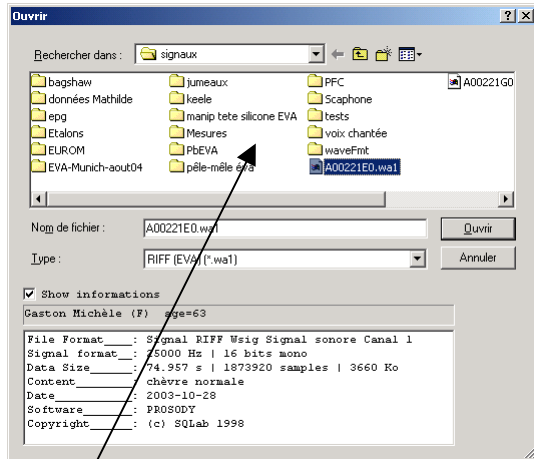 Ouvrir
Rechercher dans : signaux
bagshaw jumeaux PFC A00221G0
données Mathilde keele Scaphone
epg manip tete silicone EVA tests
Etalons Mesures voix chantée
EUROM PbEVA waveFmt
EVA-Munich-aout04 pêle-mêle éva A00221E0.wa1
Nom de fichier : A00221E0.wa1 Ouvrir
Type : RIFF (EVA) (*.wa1) Annuler
Show informations
Gaston Michèle (F) age=63
File Format____: Signal RIFF Wsig Signal sonore Canal 1
Signal format__: 25000 Hz | 16 bits mono
Data Size______: 74.957 s | 1873920 samples | 3660 Ko
Content________: chèvre normale
Date___________: 2003-10-28
Software_______: PROSODY
Copyright______: (c) SQLab 1998